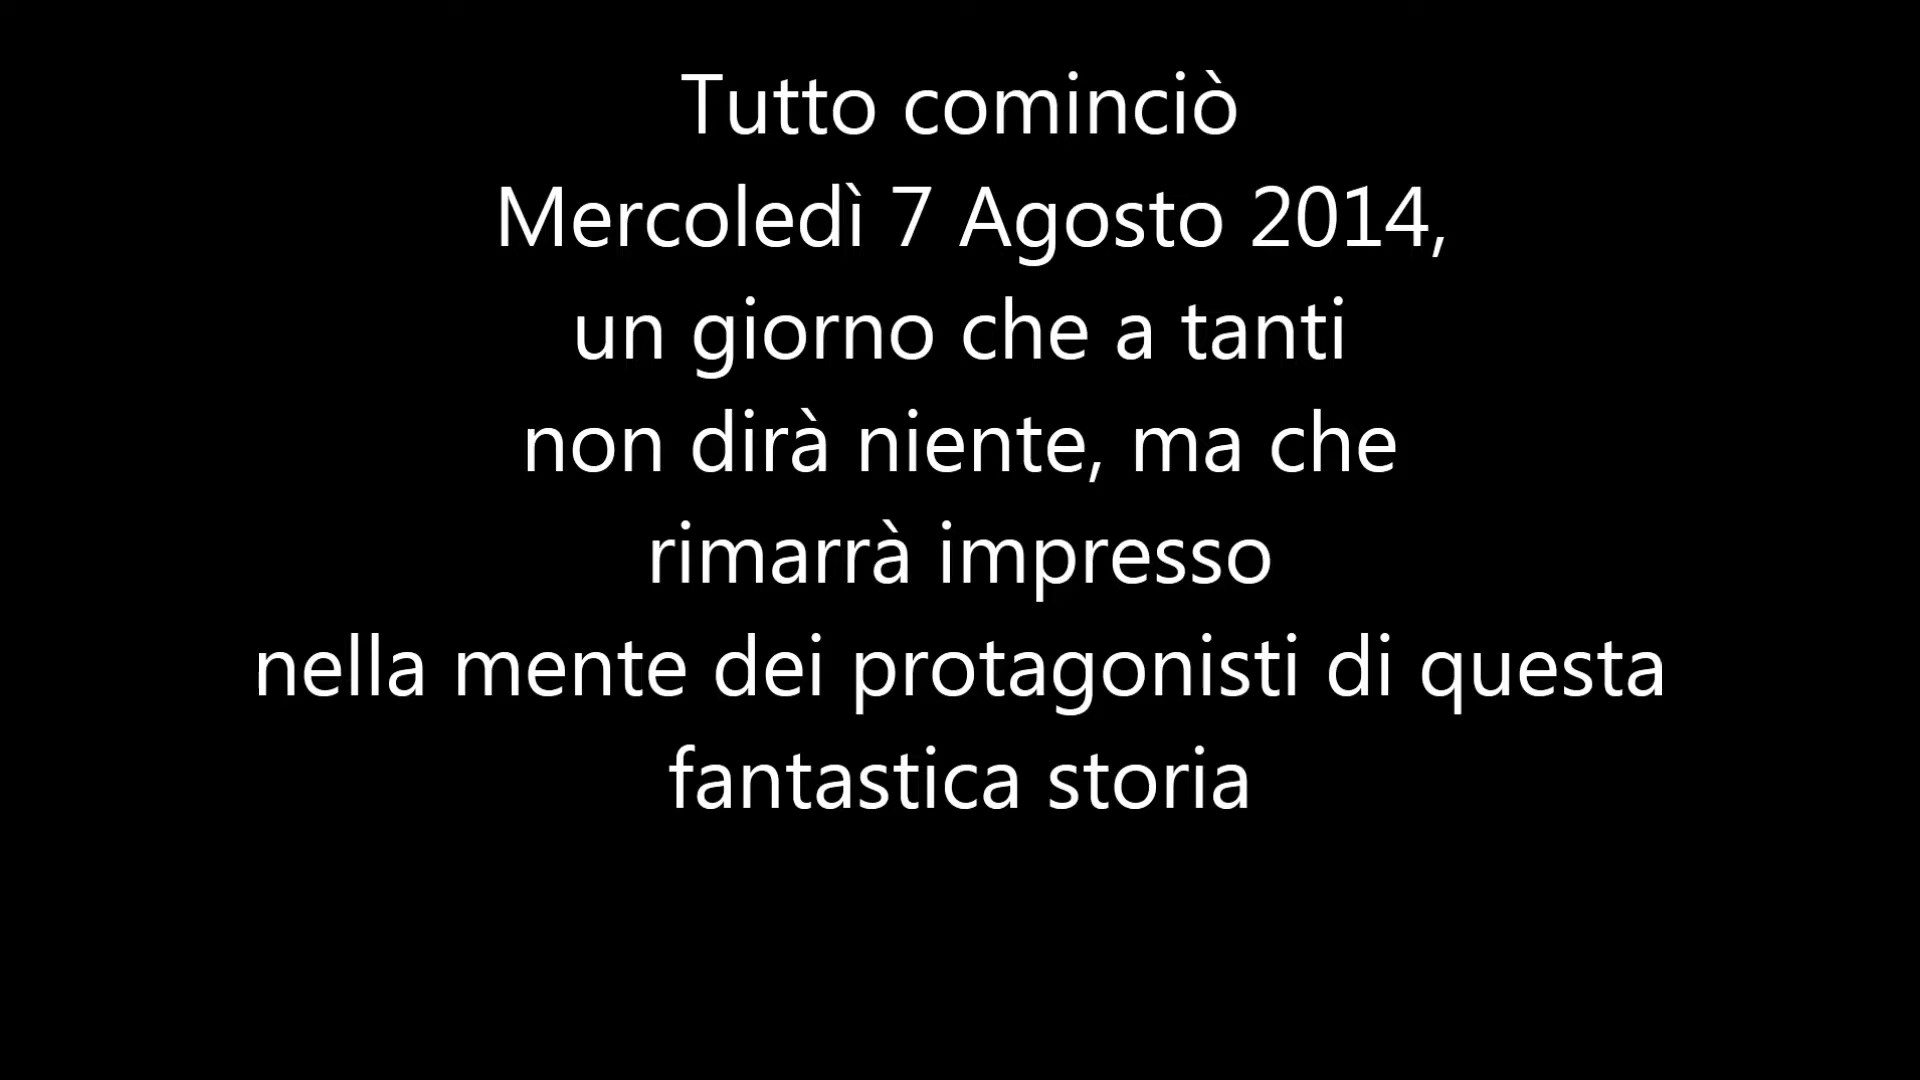 Tutto cominciò
Mercoledì 7 Agosto 2014,
un giorno che a tanti
non dirà niente, ma che
rimarrà impresso
nella mente dei protagonisti di questa
fantastica storia